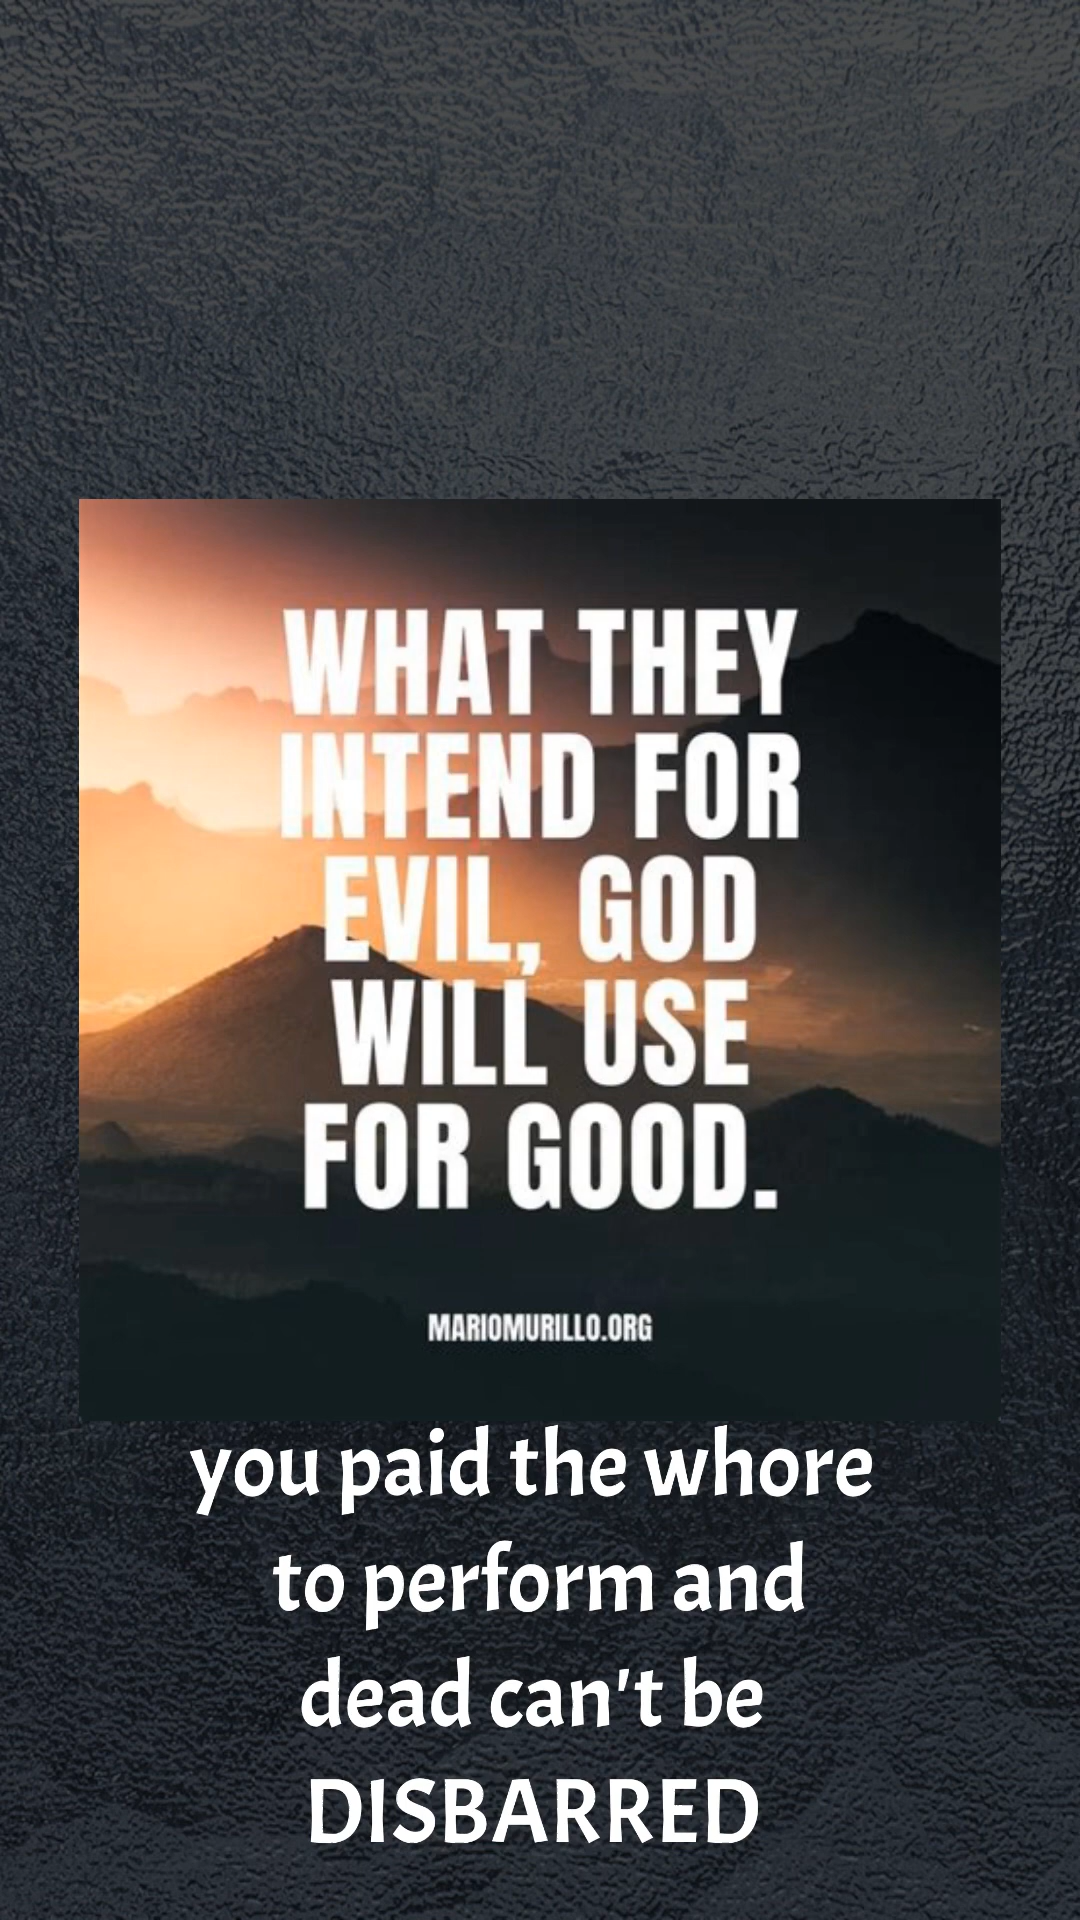 WHAT THEY
INTEND FOR
EVIL, GOD
WILL USE
FOR GOOD.
MARIOMURILLO.ORG
you paid the whore
to perform and
dead can't be
DISBARRED